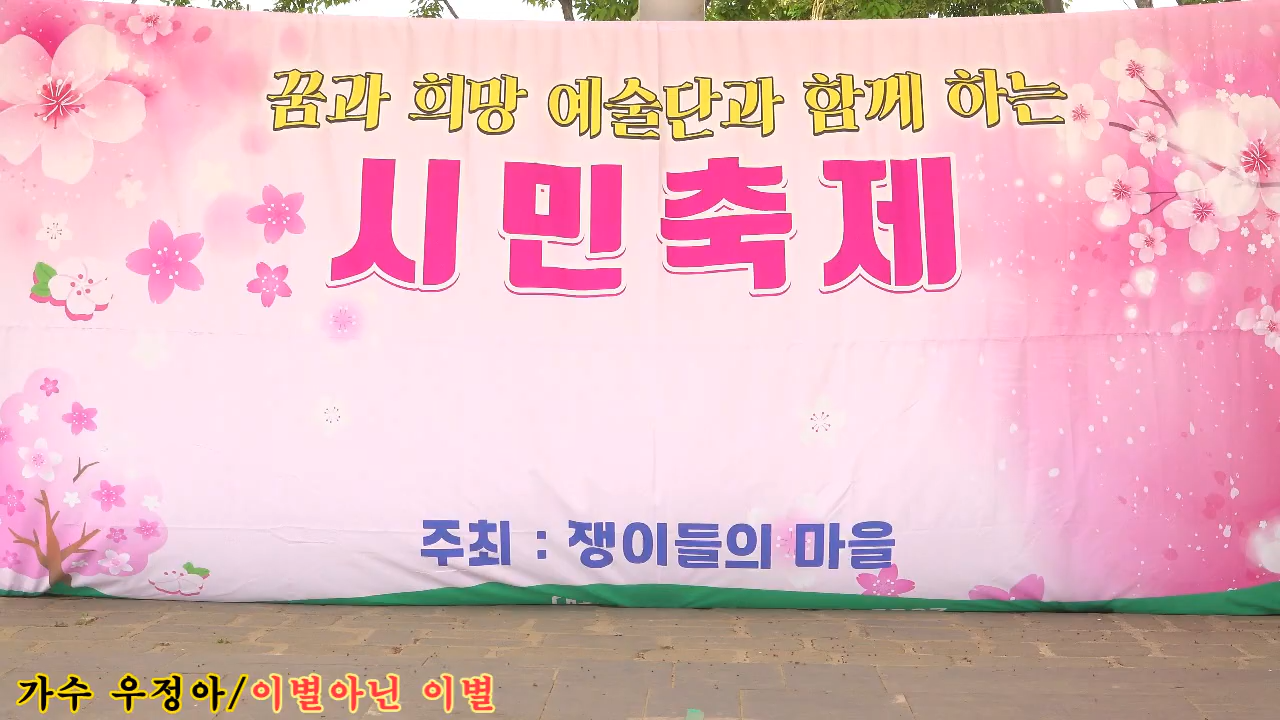 꿈과 희망 예술단과 함께 하는
시민축제
주최 : 쟁이들의 마을
가수 우정아/이별아닌 이별